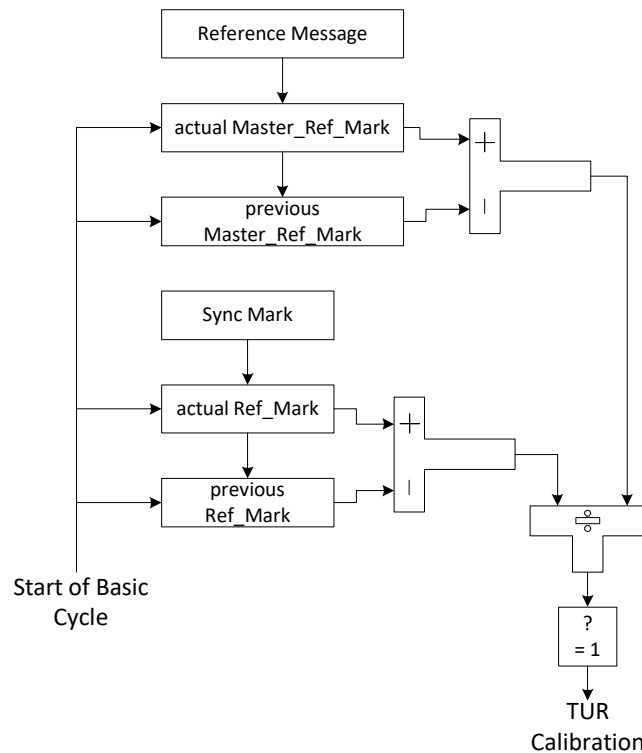 Reference Message
actual Master_Ref_Mark
+
previous
Master_Ref_Mark
–
Sync Mark
actual Ref_Mark
+
previous
Ref_Mark
–
÷
Start of Basic
Cycle
?
= 1
TUR
Calibration